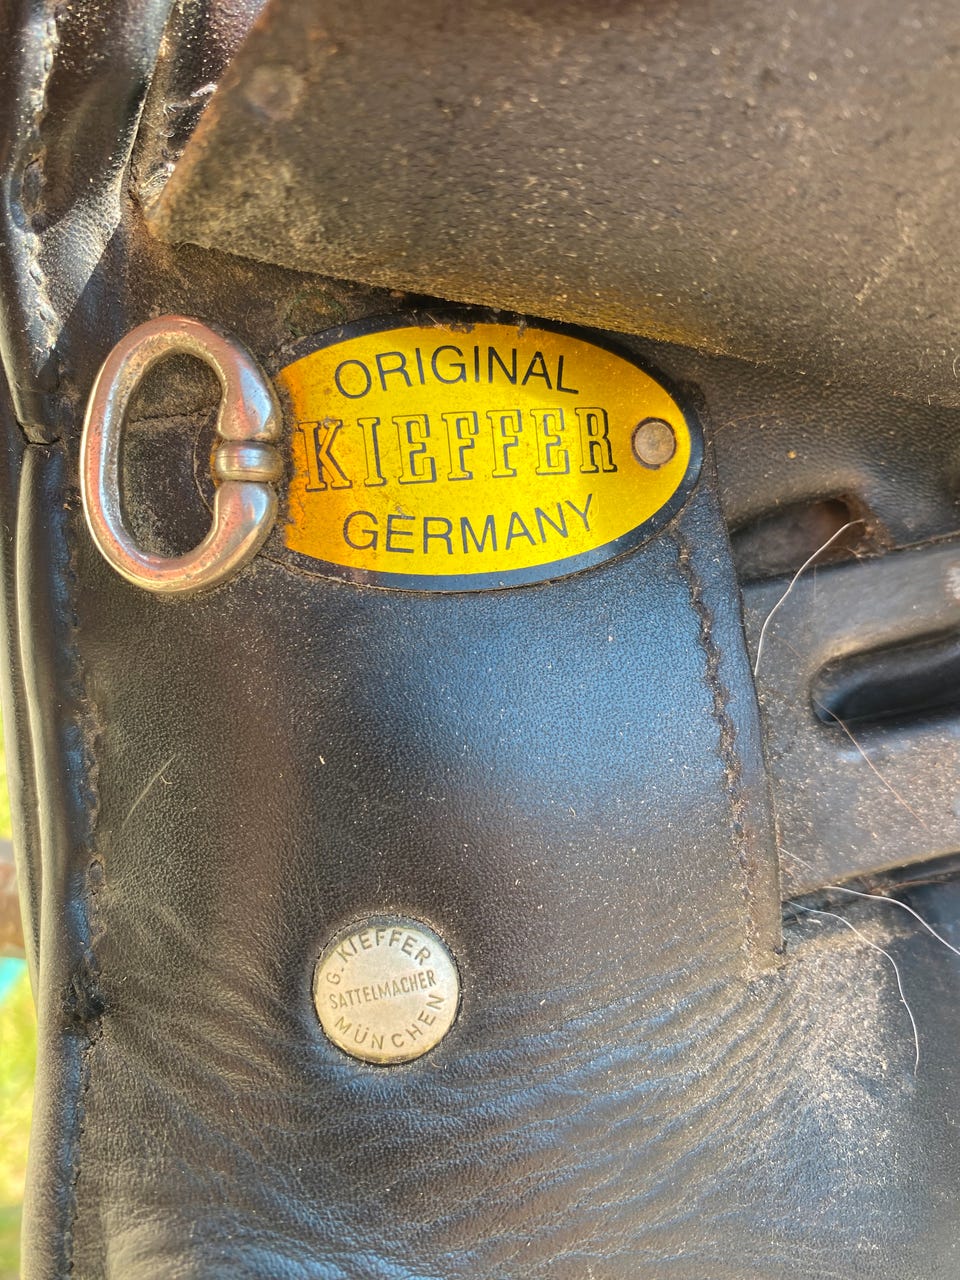 ORIGINAL
KIEFFER
GERMANY
G. KIEFFER
SATTELMACHER
MÜNCHEN